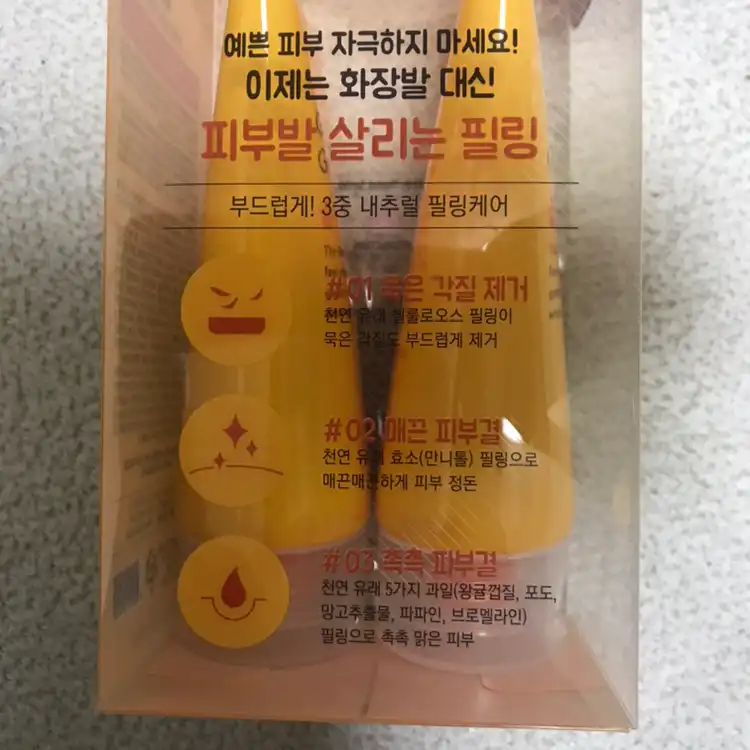 예쁜 피부 자극하지 마세요!
이제는 화장발 대신
피부발 살리는 필링
부드럽게! 3중 내추럴 필링케어
#01 묵은 각질 제거
천연 유래 셀룰로오스 필링이
묵은 각질도 부드럽게 제거
#02 매끈 피부결
천연 유래 효소(만니톨) 필링으로
매끈매끈하게 피부 정돈
#03 촉촉 피부결
천연 유래 5가지 과일(왕귤껍질, 포도,
망고추출물, 파파인, 브로멜라인)
필링으로 촉촉 맑은 피부